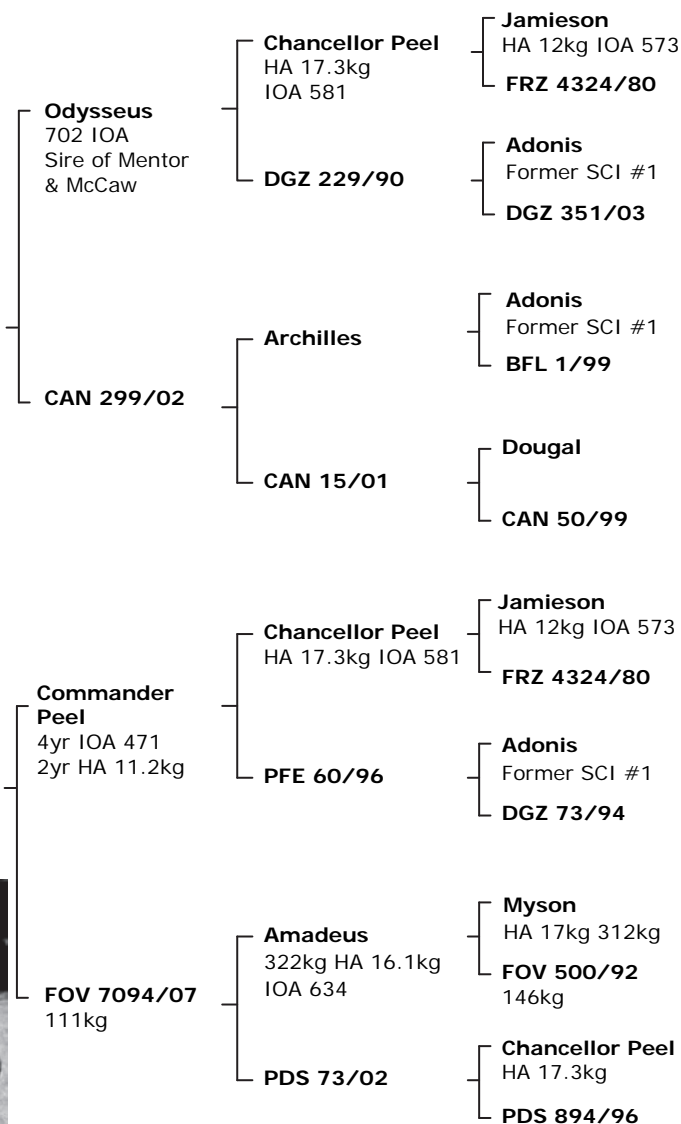 Jamieson
HA 12kg IOA 573
Chancellor Peel
HA 17.3kg
IOA 581
FRZ 4324/80
Odysseus
702 IOA
Sire of Mentor
& McCaw
Adonis
Former SCI #1
DGZ 229/90
DGZ 351/03
Adonis
Former SCI #1
Archilles
BFL 1/99
CAN 299/02
Dougal
CAN 15/01
CAN 50/99
Jamieson
HA 12kg IOA 573
Chancellor Peel
HA 17.3kg IOA 581
FRZ 4324/80
Commander
Peel
4yr IOA 471
2yr HA 11.2kg
Adonis
Former SCI #1
PFE 60/96
DGZ 73/94
Myson
HA 17kg 312kg
Amadeus
322kg HA 16.1kg
IOA 634
FOV 500/92
146kg
FOV 7094/07
111kg
Chancellor Peel
HA 17.3kg
PDS 73/02
PDS 894/96